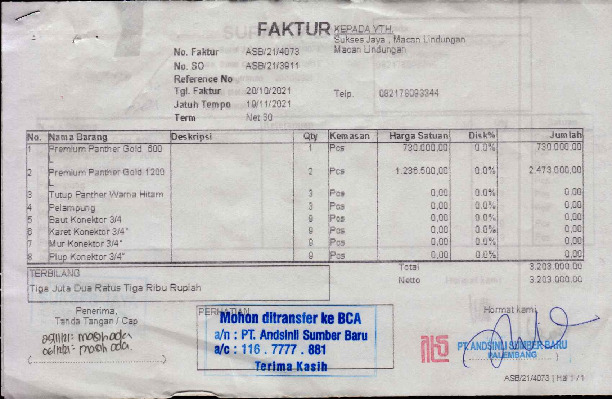 FAKTUR
KEPADA YTH.
Sukses Jaya, Macan Lindungan
Macan Lindungan
No. Faktur ASB/21/4073
No. SO ASB/21/3911
Reference No
Tgl. Faktur 20/10/2021 Telp. 082178093344
Jatuh Tempo 19/11/2021
Term Net 30
No. Nama Barang Deskripsi Qty Kemasan Harga Satuan Disk% Jumlah
1 Premium Panther Gold 600 L 1 Pcs 730.000,00 0.0% 730.000,00
2 Premium Panther Gold 1200 L 2 Pcs 1.236.500,00 0.0% 2.473.000,00
3 Tutup Panther Warna Hitam 3 Pcs 0,00 0.0% 0,00
4 Pelampung 3 Pcs 0,00 0.0% 0,00
5 Baut Konektor 3/4 9 Pcs 0,00 0.0% 0,00
6 Karet Konektor 3/4" 9 Pcs 0,00 0.0% 0,00
7 Mur Konektor 3/4" 9 Pcs 0,00 0.0% 0,00
8 Plup Konektor 3/4" 9 Pcs 0,00 0.0% 0,00
Total 3.203.000,00
Netto 3.203.000,00
TERBILANG
Tiga Juta Dua Ratus Tiga Ribu Rupiah
Penerima,
Tanda Tangan / Cap
masih ada
masih ada
PERHATIAN
Mohon ditransfer ke BCA
a/n : PT. Andsinli Sumber Baru
a/c : 116 . 7777 . 881
Terima Kasih
Hormat kami
PT. ANDSINLI SUMBER BARU
PALEMBANG
ASB/21/4073 | Hal 1 / 1